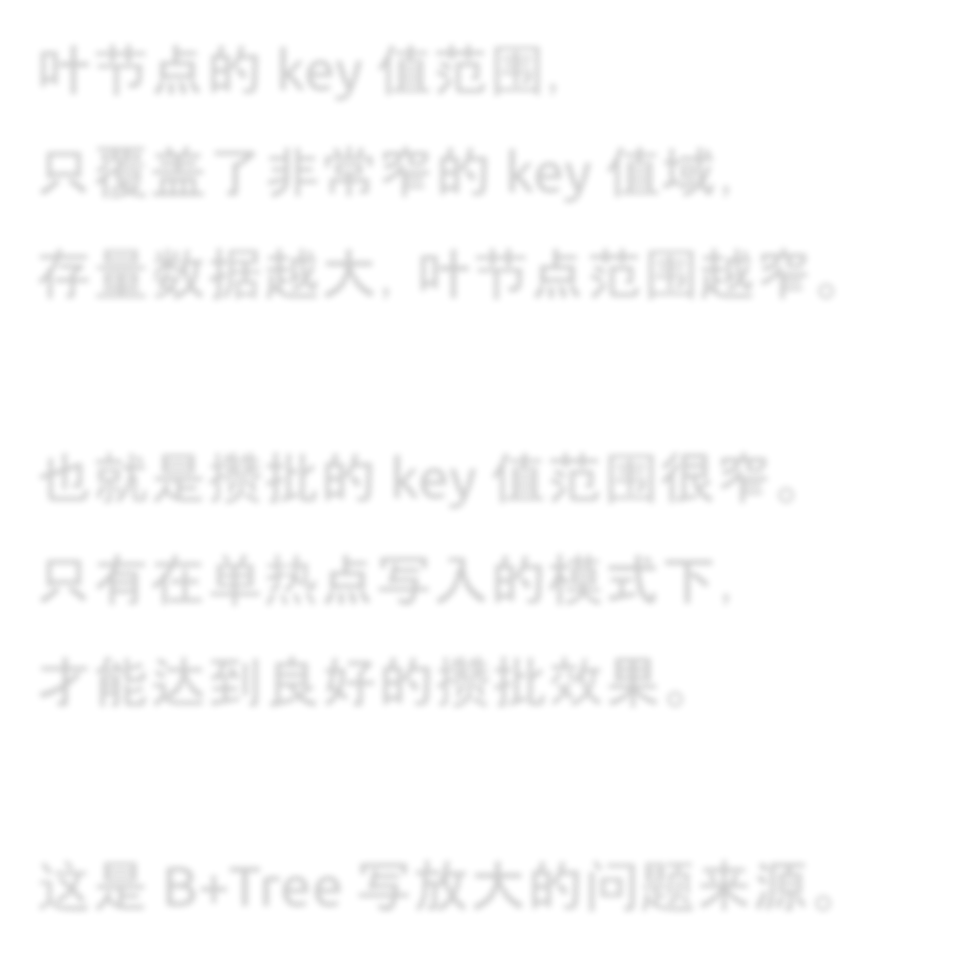 叶节点的 key 值范围,
只覆盖了非常窄的 key 值域,
存量数据越大, 叶节点范围越窄。
也就是攒批的 key 值范围很窄。
只有在单热点写入的模式下,
才能达到良好的攒批效果。
这是 B+Tree 写放大的问题来源。